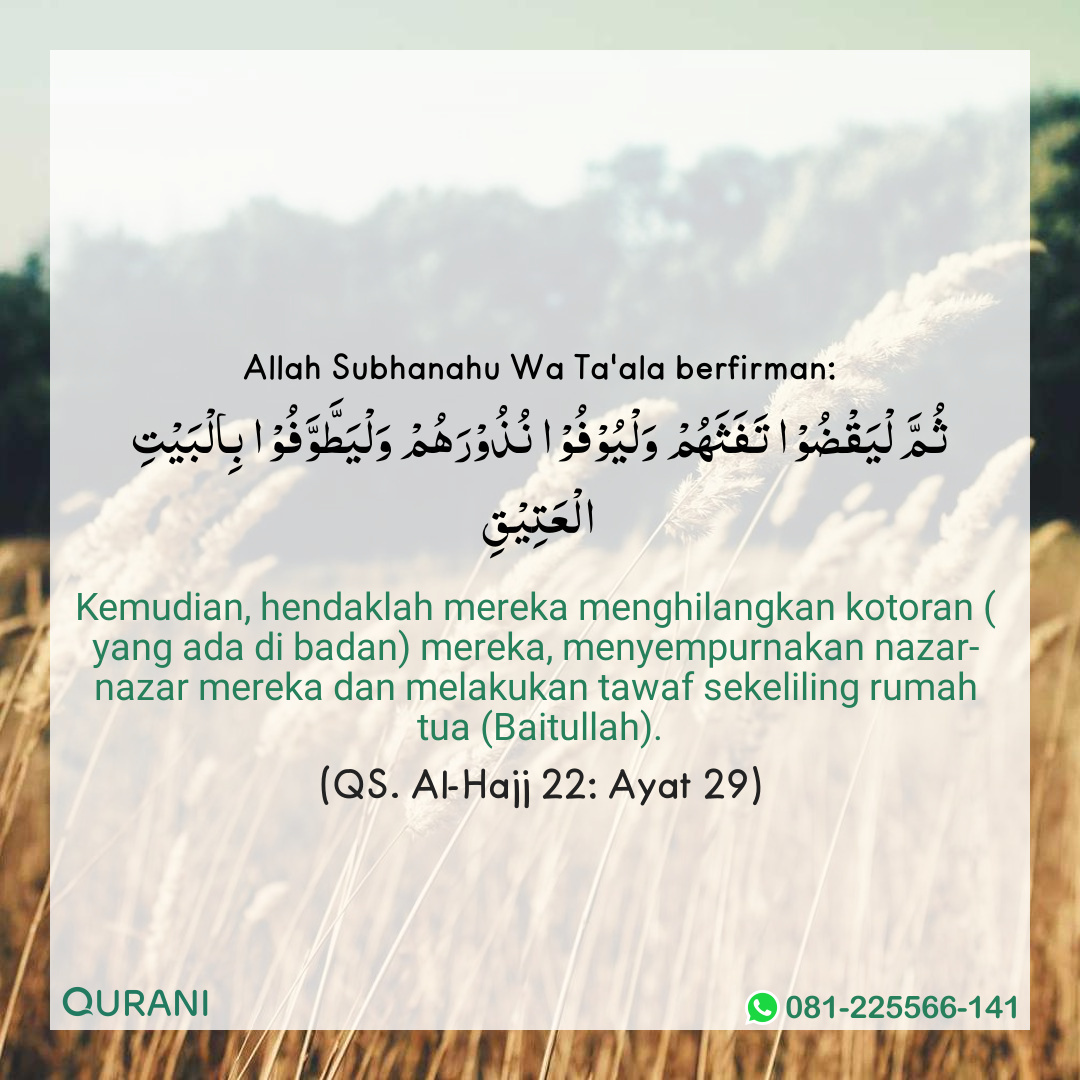 Allah Subhanahu Wa Ta'ala berfirman:
ثُمَّ لْيَقْضُوْا تَفَثَهُمْ وَلْيُوْفُوْا نُذُوْرَهُمْ وَلْيَطَّوَّفُوْا بِالْبَيْتِ
الْعَتِيْقِ
Kemudian, hendaklah mereka menghilangkan kotoran (
yang ada di badan) mereka, menyempurnakan nazar-
nazar mereka dan melakukan tawaf sekeliling rumah
tua (Baitullah).
(QS. Al-Hajj 22: Ayat 29)
QURANI
081-225566-141